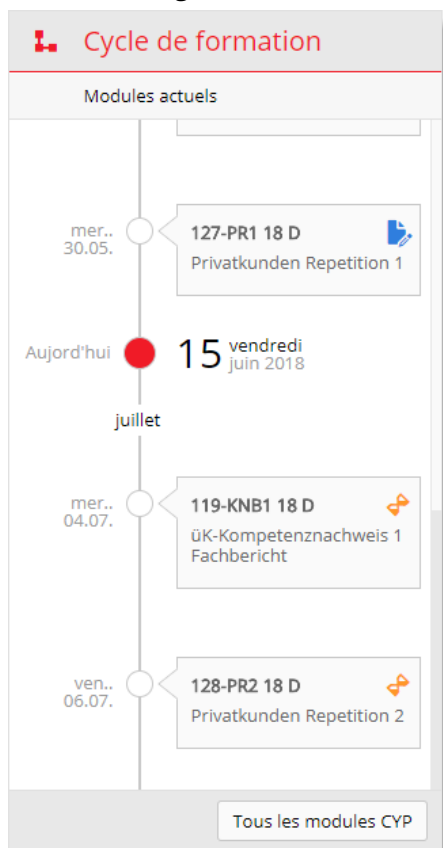 Cycle de formation
Modules actuels
mer..
30.05.
127-PR1 18 D
Privatkunden Repetition 1
Aujord'hui
15 vendredi
juin 2018
juillet
mer..
04.07.
119-KNB1 18 D
üK-Kompetenznachweis 1
Fachbericht
ven..
06.07.
128-PR2 18 D
Privatkunden Repetition 2
Tous les modules CYP